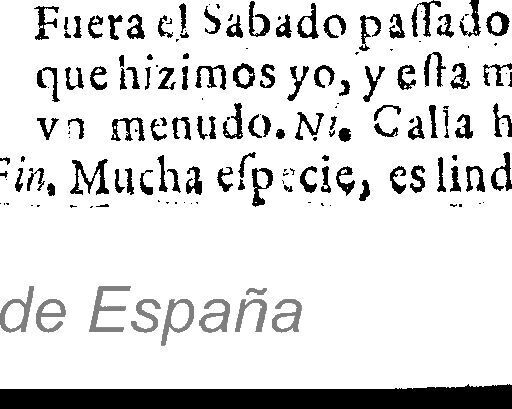 Fuera el Sabado paſſado
que hizimos yo, y eſta m
vn menudo. Ni. Calla h
Fin. Mucha eſpecie, es lind
de España